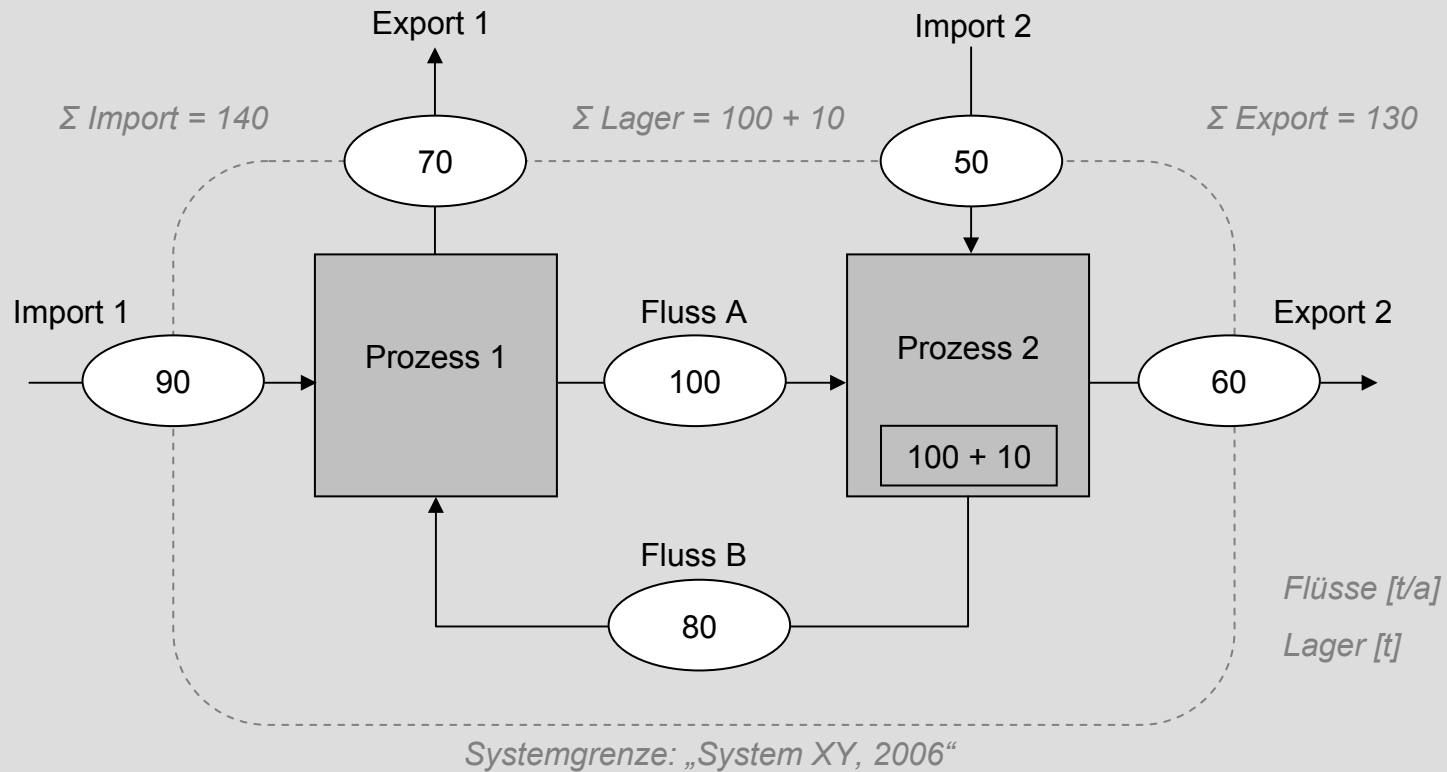 Export 1
Import 2
Σ Import = 140
Σ Lager = 100 + 10
Σ Export = 130
70
50
Import 1
Fluss A
Export 2
Prozess 1
Prozess 2
90
100
60
100 + 10
Fluss B
80
Flüsse [t/a]
Lager [t]
Systemgrenze: „System XY, 2006“